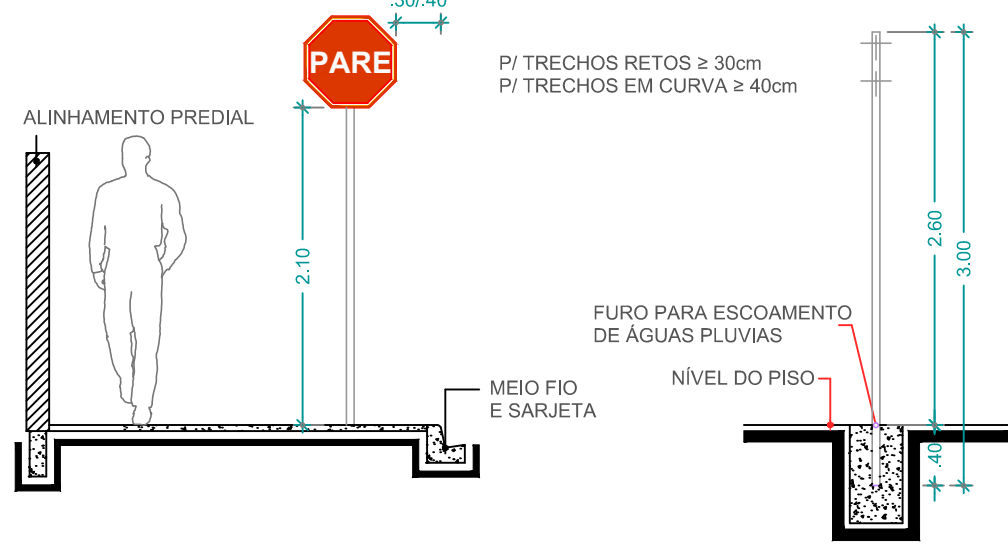 .30/.40
PARE
P/ TRECHOS RETOS ≥ 30cm
P/ TRECHOS EM CURVA ≥ 40cm
ALINHAMENTO PREDIAL
2.10
2.60
3.00
FURO PARA ESCOAMENTO
DE ÁGUAS PLUVIAS
NÍVEL DO PISO
MEIO FIO
E SARJETA
.40